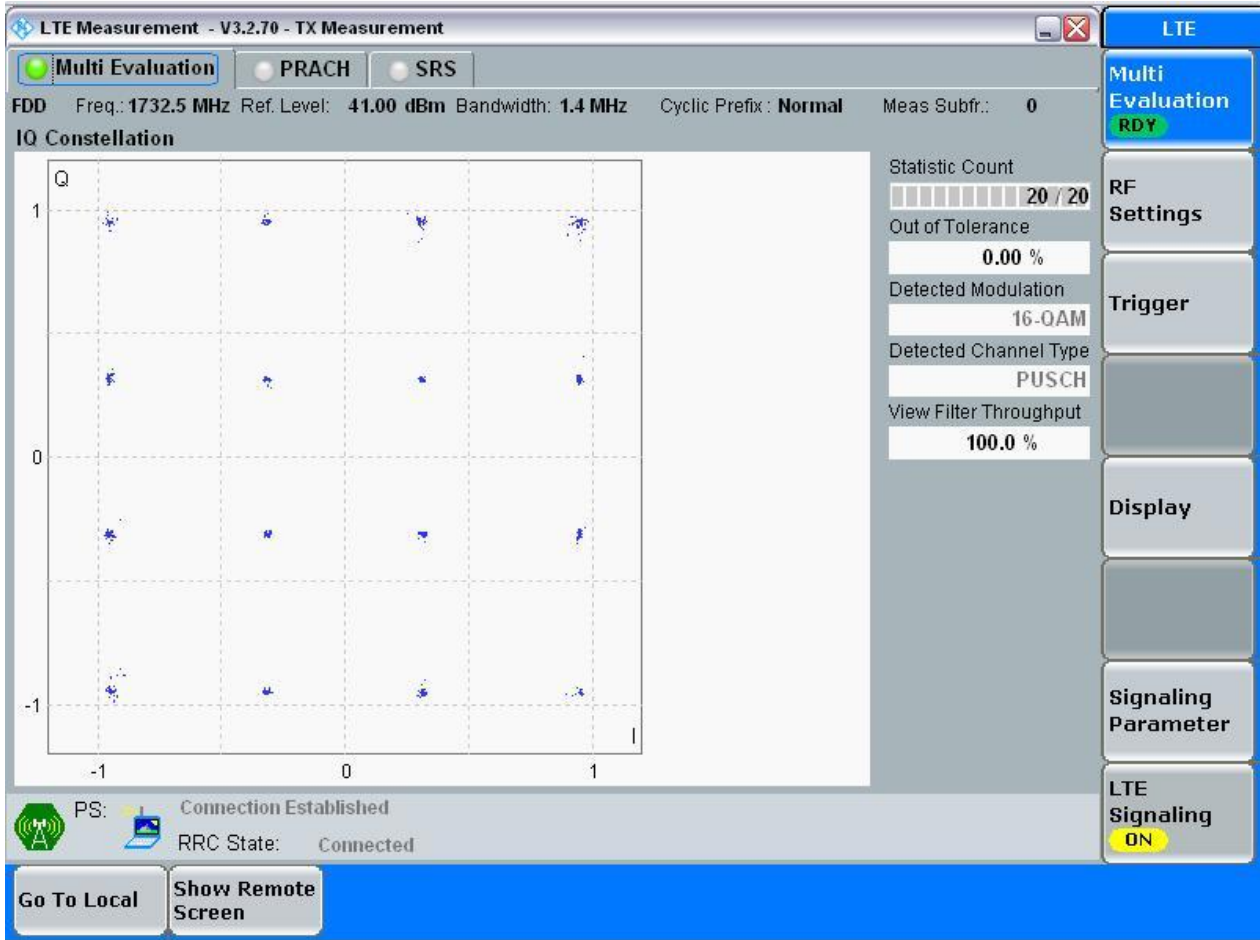 LTE Measurement - V3.2.70 - TX Measurement
LTE
Multi Evaluation PRACH SRS
FDD Freq.: 1732.5 MHz Ref. Level: 41.00 dBm Bandwidth: 1.4 MHz Cyclic Prefix : Normal Meas Subfr.: 0
IQ Constellation
Q
1
0
-1
-1 0 1
I
Statistic Count
20 / 20
Out of Tolerance
0.00 %
Detected Modulation
16-QAM
Detected Channel Type
PUSCH
View Filter Throughput
100.0 %
Multi
Evaluation
RDY
RF
Settings
Trigger
Display
Signaling
Parameter
LTE
Signaling
ON
PS: Connection Established
RRC State: Connected
Go To Local
Show Remote
Screen